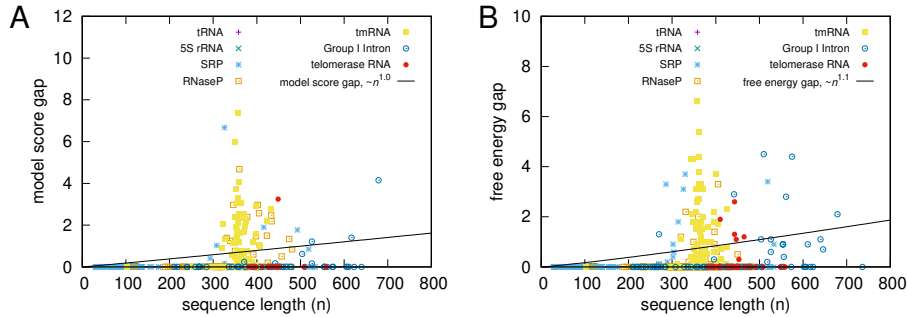 A
model score gap
12
10
8
6
4
2
0
0 100 200 300 400 500 600 700 800
sequence length (n)
tRNA
5S rRNA
SRP
RNaseP
tmRNA
Group I Intron
telomerase RNA
model score gap, ~n^1.0
B
free energy gap
10
8
6
4
2
0
0 100 200 300 400 500 600 700 800
sequence length (n)
tRNA
5S rRNA
SRP
RNaseP
tmRNA
Group I Intron
telomerase RNA
free energy gap, ~n^1.1